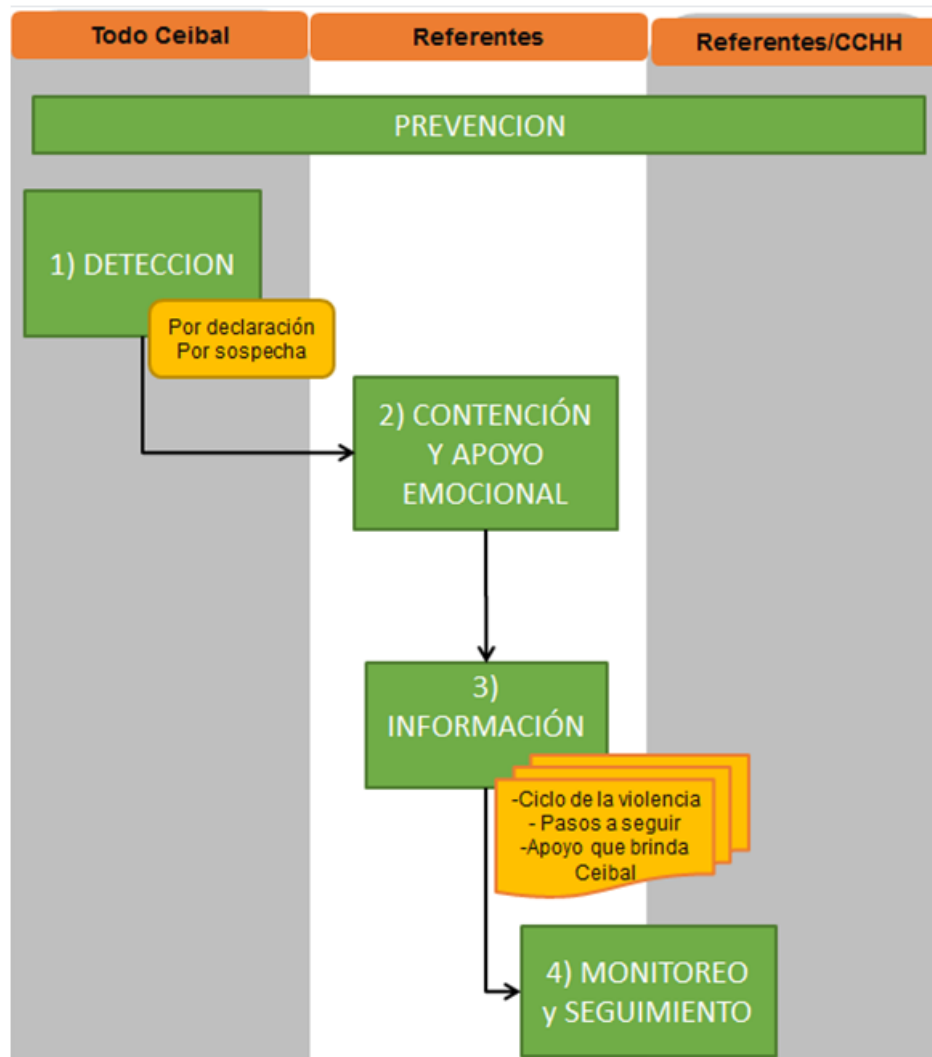 Todo Ceibal
Referentes
Referentes/CCHH
PREVENCION
1) DETECCION
Por declaración
Por sospecha
2) CONTENCIÓN
Y APOYO
EMOCIONAL
3)
INFORMACIÓN
-Ciclo de la violencia
- Pasos a seguir
-Apoyo que brinda
Ceibal
4) MONITOREO
y SEGUIMIENTO